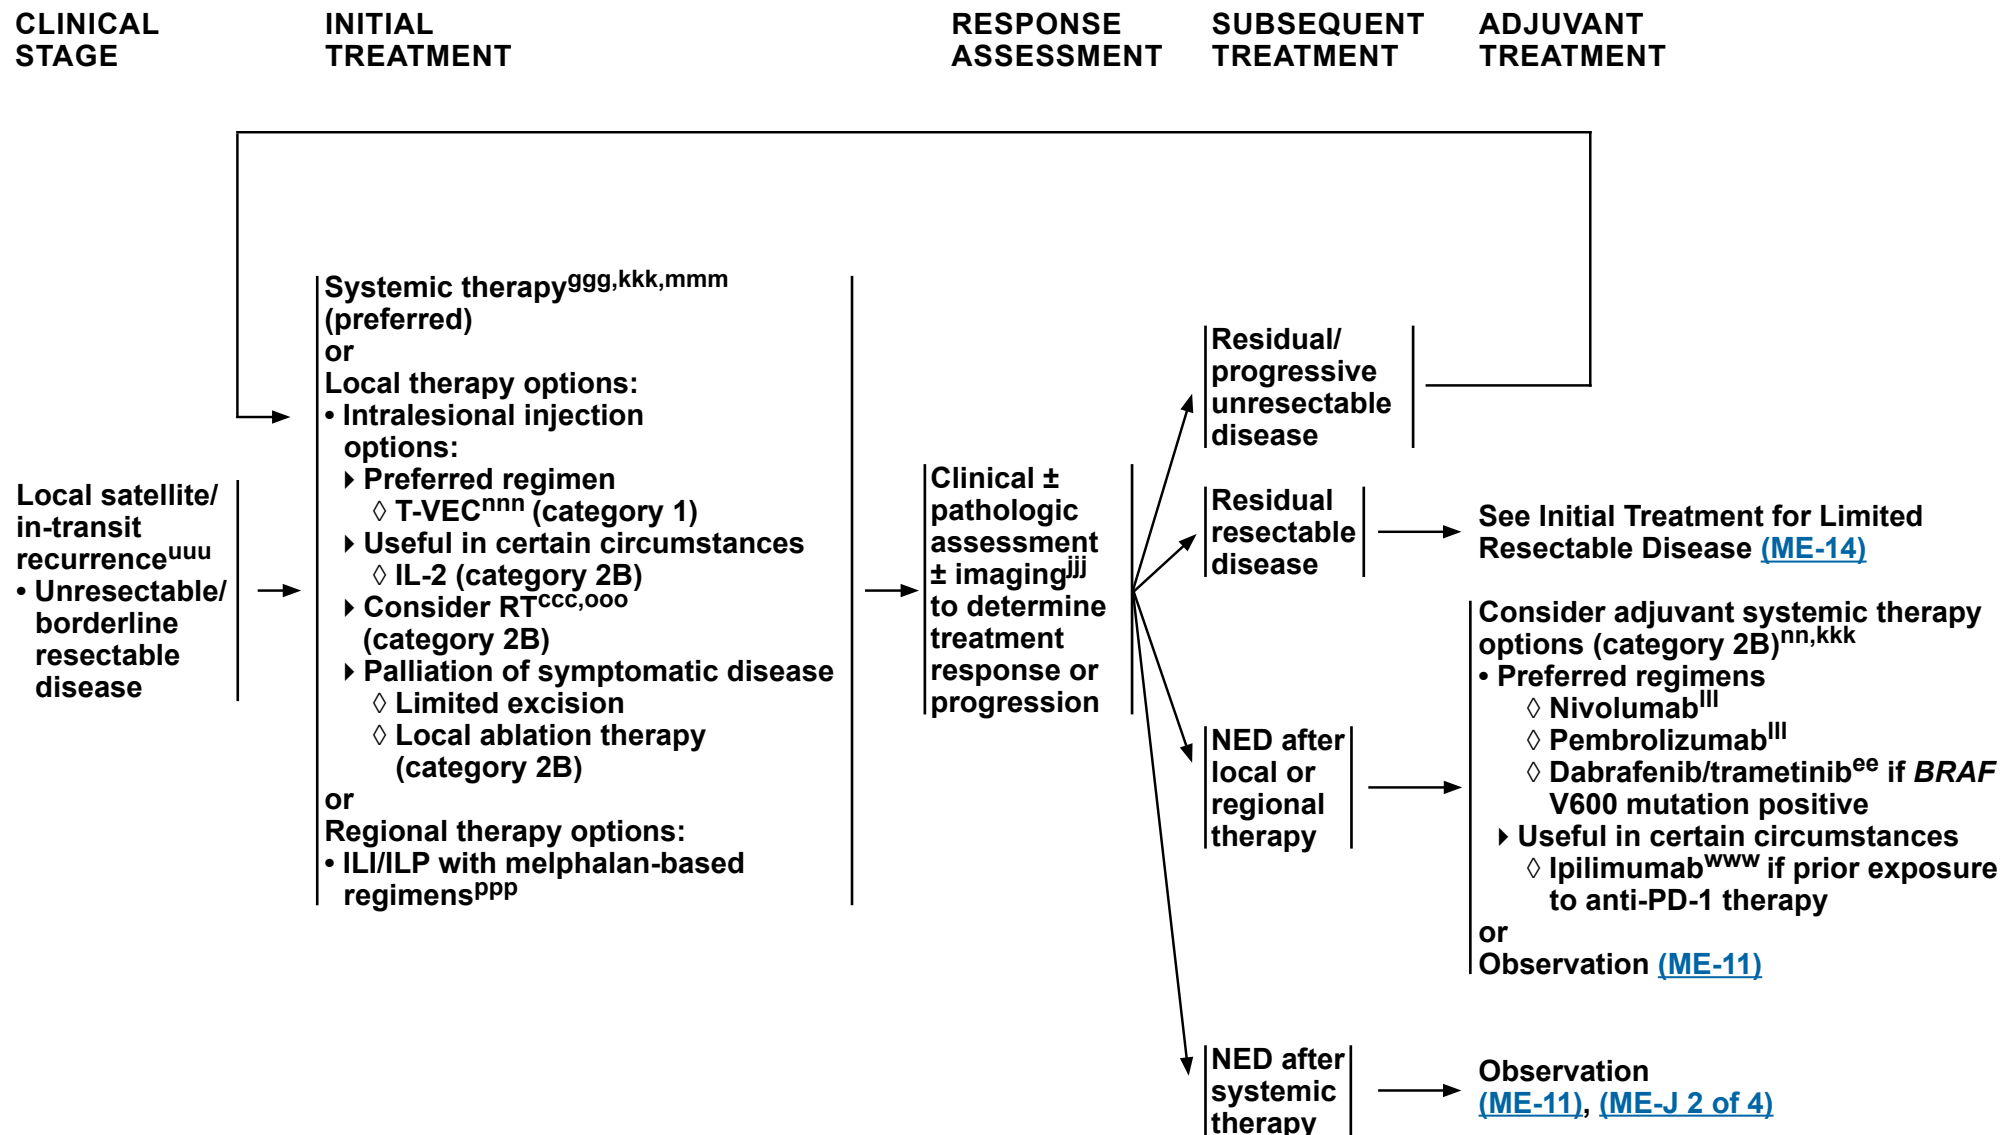 CLINICAL
STAGE
INITIAL
TREATMENT
RESPONSE
ASSESSMENT
SUBSEQUENT
TREATMENT
ADJUVANT
TREATMENT
Local satellite/
in-transit
recurrenceuuu
• Unresectable/
borderline
resectable
disease
Systemic therapyggg,kkk,mmm
(preferred)
or
Local therapy options:
• Intralesional injection
options:
▸ Preferred regimen
◊ T-VECnnn (category 1)
▸ Useful in certain circumstances
◊ IL-2 (category 2B)
▸ Consider RTccc,ooo
(category 2B)
▸ Palliation of symptomatic disease
◊ Limited excision
◊ Local ablation therapy
(category 2B)
or
Regional therapy options:
• ILI/ILP with melphalan-based
regimensppp
Clinical ±
pathologic
assessment
± imagingjjj
to determine
treatment
response or
progression
Residual/
progressive
unresectable
disease
Residual
resectable
disease
See Initial Treatment for Limited
Resectable Disease (ME-14)
NED after
local or
regional
therapy
Consider adjuvant systemic therapy
options (category 2B)nn,kkk
• Preferred regimens
◊ Nivolumablll
◊ Pembrolizumablll
◊ Dabrafenib/trametinibee if BRAF
V600 mutation positive
▸ Useful in certain circumstances
◊ Ipilimumabwww if prior exposure
to anti-PD-1 therapy
or
Observation (ME-11)
NED after
systemic
therapy
Observation
(ME-11), (ME-J 2 of 4)